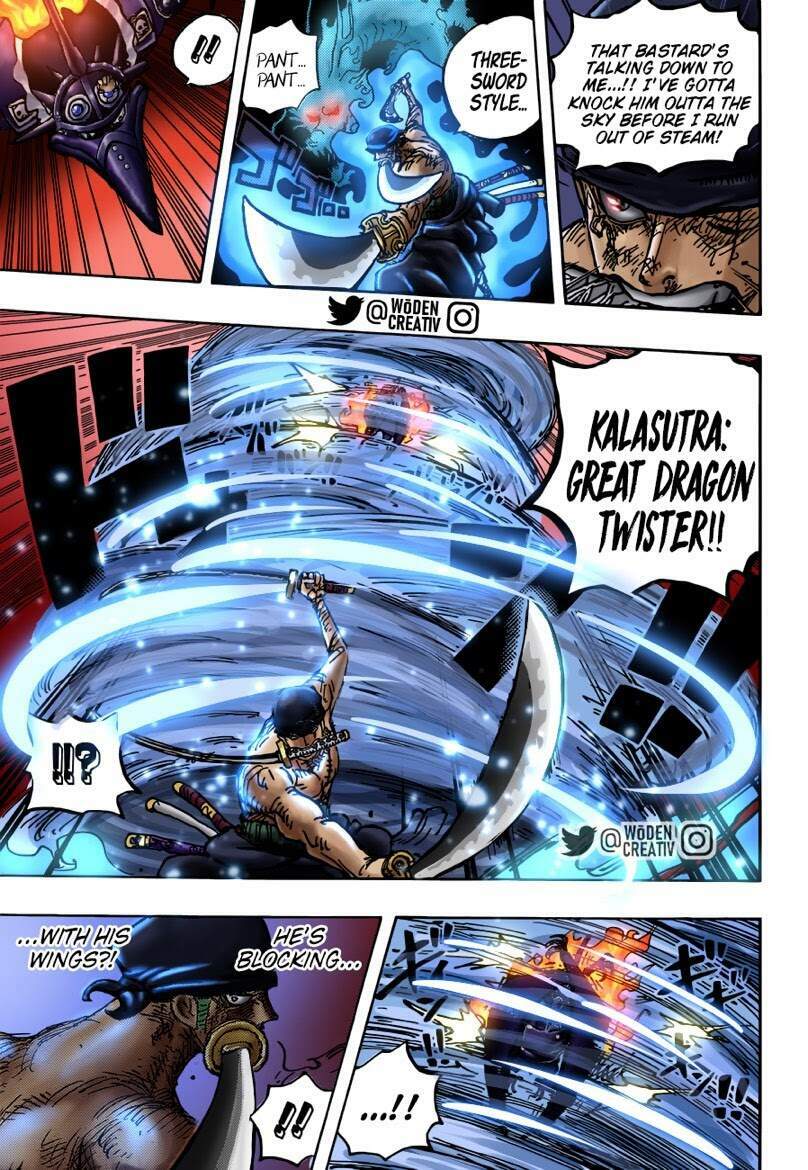 THAT BASTARD'S
TALKING DOWN TO
ME...!! I'VE GOTTA
KNOCK HIM OUTTA THE
SKY BEFORE I RUN
OUT OF STEAM!
THREE-
SWORD
STYLE...
PANT...
PANT...
!!
@WŌDEN
CREATIV
KALASUTRA:
GREAT DRAGON
TWISTER!!
!!?
@WŌDEN
CREATIV
...!!
HE'S
BLOCKING...
...WITH HIS
WINGS?!
!!